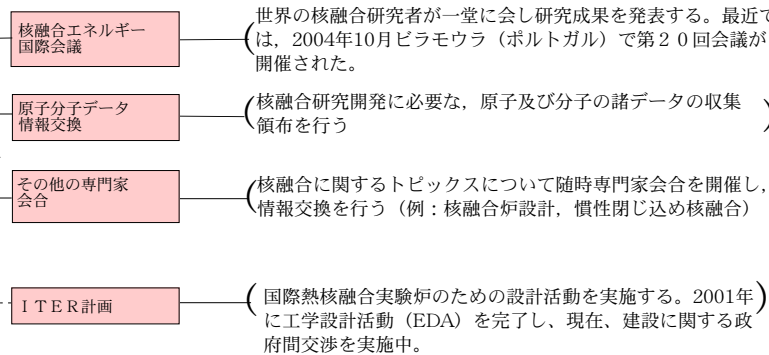 核融合エネルギー
国際会議
世界の核融合研究者が一堂に会し研究成果を発表する。最近で
は，2004年10月ビラモウラ（ポルトガル）で第２０回会議が
開催された。
原子分子データ
情報交換
核融合研究開発に必要な，原子及び分子の諸データの収集
領布を行う
その他の専門家
会合
核融合に関するトピックスについて随時専門家会合を開催し，
情報交換を行う（例：核融合炉設計，慣性閉じ込め核融合）
ＩＴＥＲ計画
国際熱核融合実験炉のための設計活動を実施する。2001年
に工学設計活動（EDA）を完了し、現在、建設に関する政
府間交渉を実施中。